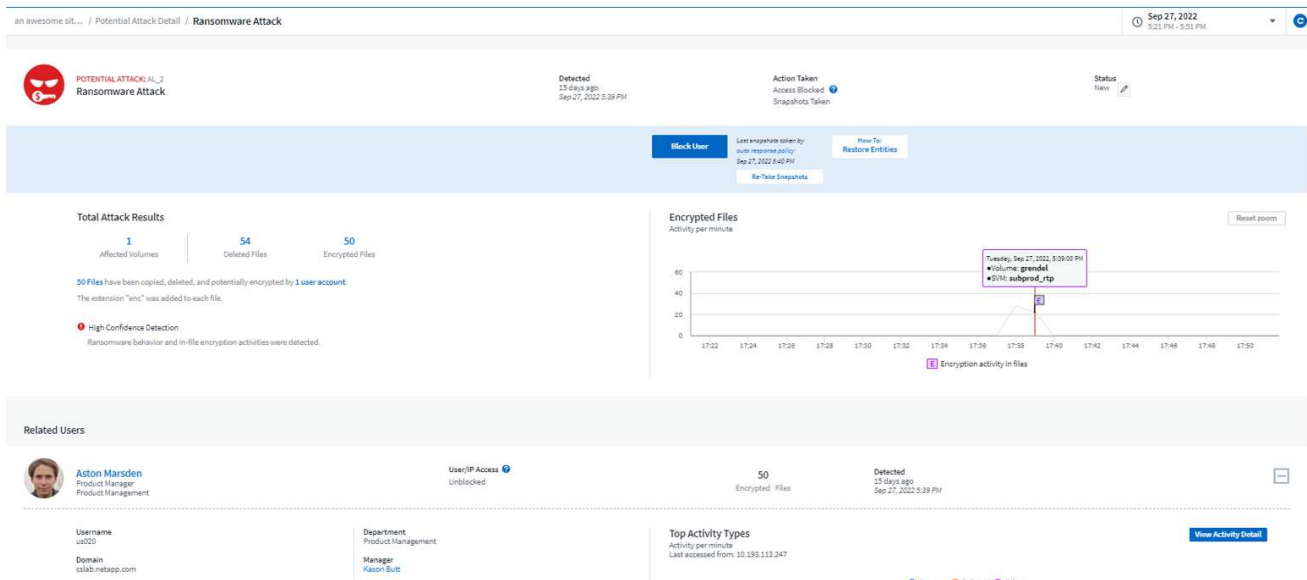 an awesome sit... / Potential Attack Detail / Ransomware Attack
Sep 27, 2022
5:21 PM - 5:51 PM
POTENTIAL ATTACK: AL_2
Ransomware Attack
Detected
15 days ago
Sep 27, 2022 5:39 PM
Action Taken
Access Blocked
Snapshots Taken
Status
New
Block User
Last snapshots taken by
auto response policy
Sep 27, 2022 5:40 PM
Re-Take Snapshots
How To:
Restore Entities
Total Attack Results
1
Affected Volumes
54
Deleted Files
50
Encrypted Files
50 Files have been copied, deleted, and potentially encrypted by 1 user account.
The extension "enc" was added to each file.
High Confidence Detection
Ransomware behavior and in-file encryption activities were detected.
Encrypted Files
Activity per minute
Reset zoom
Tuesday, Sep 27, 2022, 5:39:00 PM
●Volume: grendel
●SVM: subprod_rtp
60
40
20
0
E
17:22 17:24 17:26 17:28 17:30 17:32 17:34 17:36 17:38 17:40 17:42 17:44 17:46 17:48 17:50
E Encryption activity in files
Related Users
Aston Marsden
Product Manager
Product Management
User/IP Access
Unblocked
50
Encrypted Files
Detected
15 days ago
Sep 27, 2022 5:39 PM
Username
us020
Domain
cslab.netapp.com
Department
Product Management
Manager
Kason Butt
Top Activity Types
Activity per minute
Last accessed from: 10.193.113.247
View Activity Detail